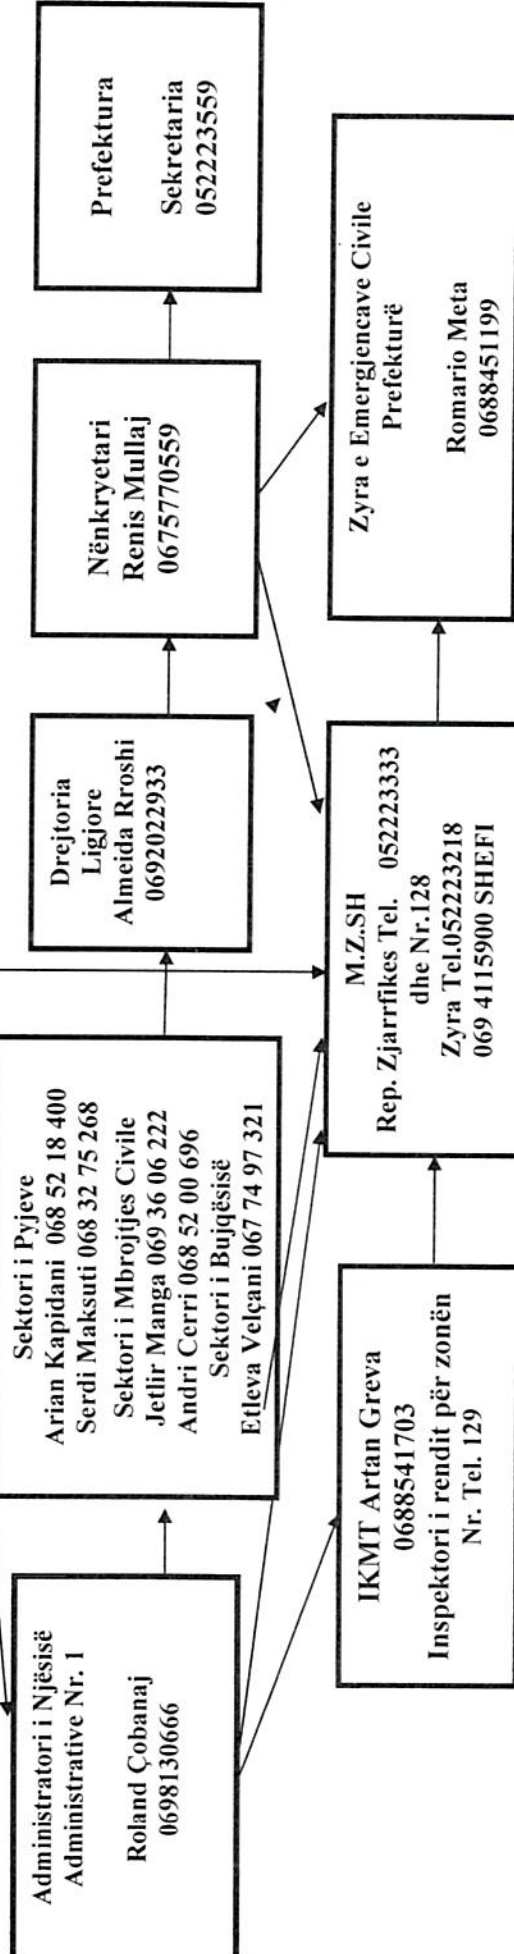 Administratori i Njësisë
Administrative Nr. 1
Roland Çobanaj
0698130666
Sektori i Pyjeve
Arian Kapidani 068 52 18 400
Serdi Maksuti 068 32 75 268
Sektori i Mbrojtjes Civile
Jetlir Manga 069 36 06 222
Andri Cerri 068 52 00 696
Sektori i Bujqësisë
Etleva Velçani 067 74 97 321
Drejtoria
Ligjore
Almeida Rroshi
0692022933
Nënkryetari
Renis Mullaj
0675770559
Prefektura
Sekretaria
052223559
IKMT Artan Greva
0688541703
Inspektori i rendit për zonën
Nr. Tel. 129
M.Z.SH
Rep. Zjarrfikes Tel. 052223333
dhe Nr.128
Zyra Tel.052223218
069 4115900 SHEFI
Zyra e Emergjencave Civile
Prefekturë
Romario Meta
0688451199